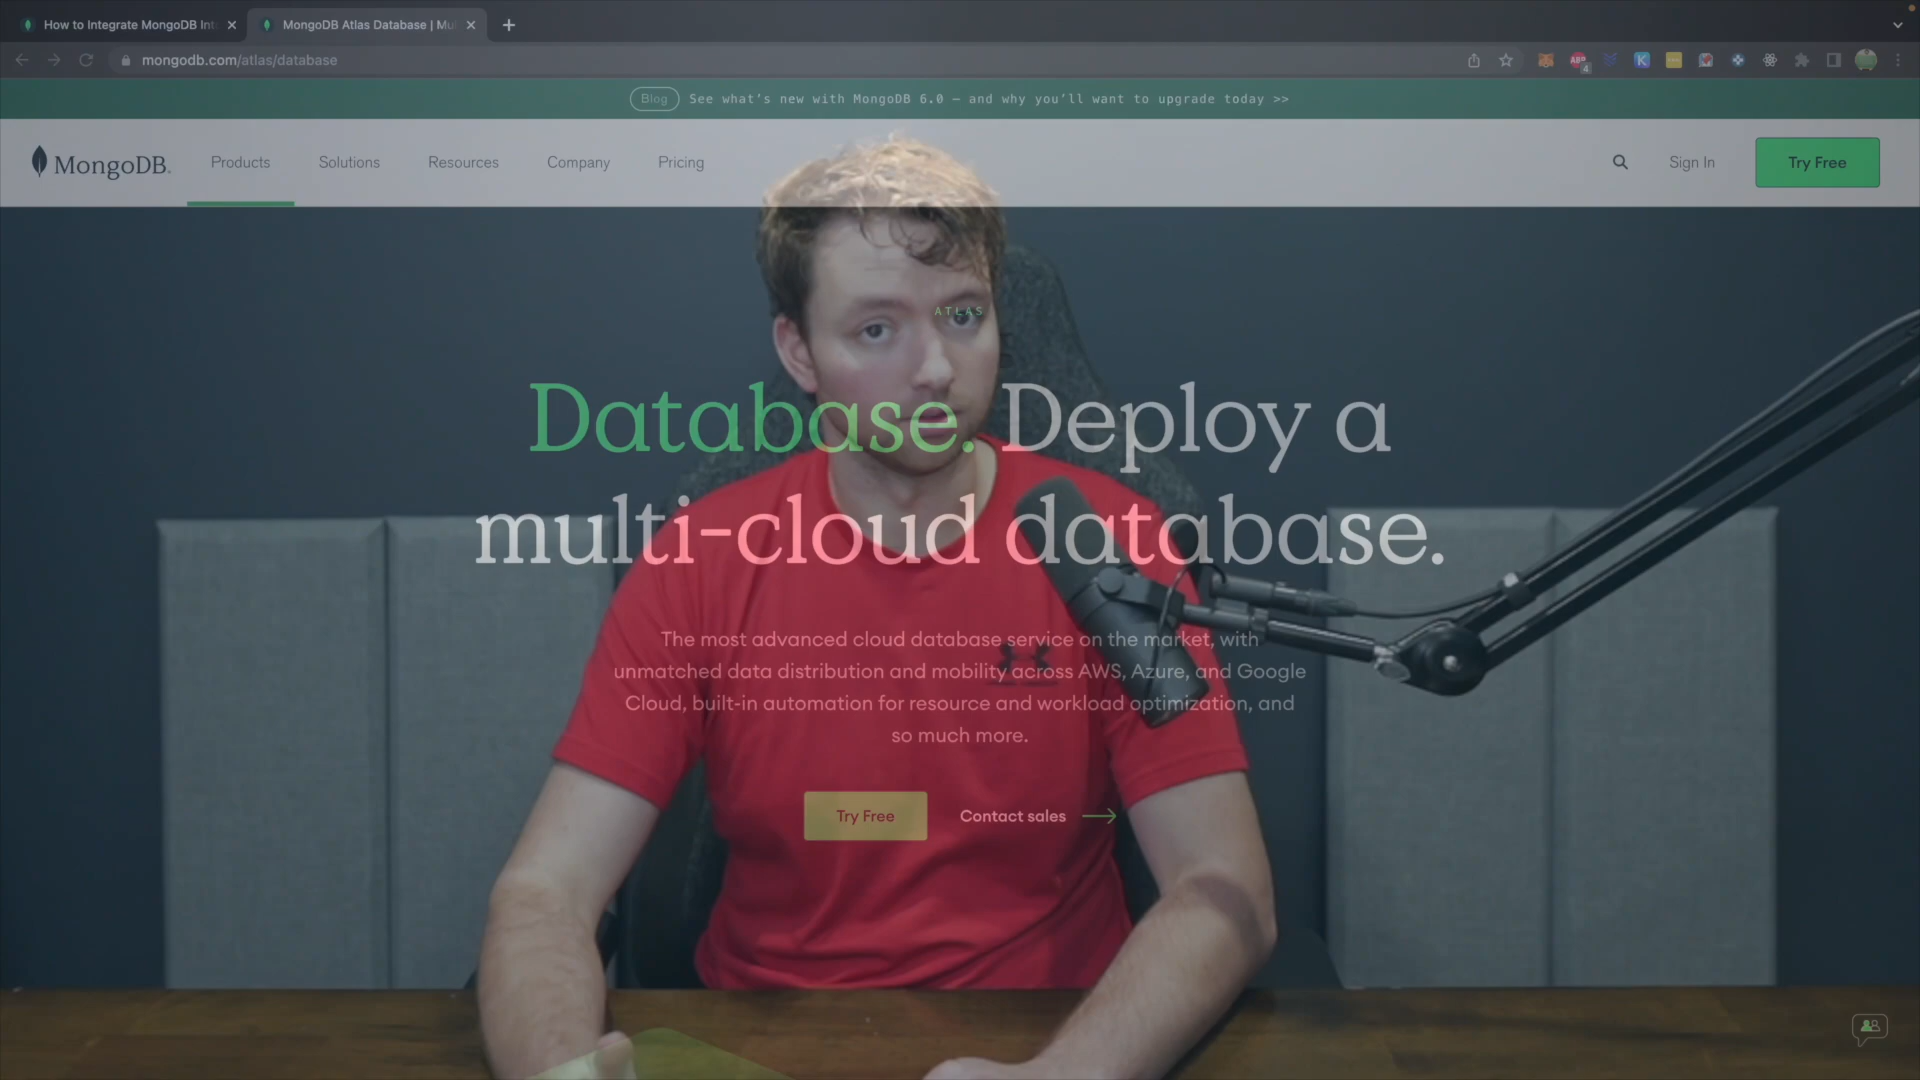 How to Integrate MongoDB Int
MongoDB Atlas Database | Mu
mongodb.com/atlas/database
4
Blog See what's new with MongoDB 6.0 — and why you'll want to upgrade today >>
MongoDB. Products Solutions Resources Company Pricing Sign In Try Free
ATLAS
Database. Deploy a
multi-cloud database.
The most advanced cloud database service on the market, with
unmatched data distribution and mobility across AWS, Azure, and Google
Cloud, built-in automation for resource and workload optimization, and
so much more.
Try Free Contact sales